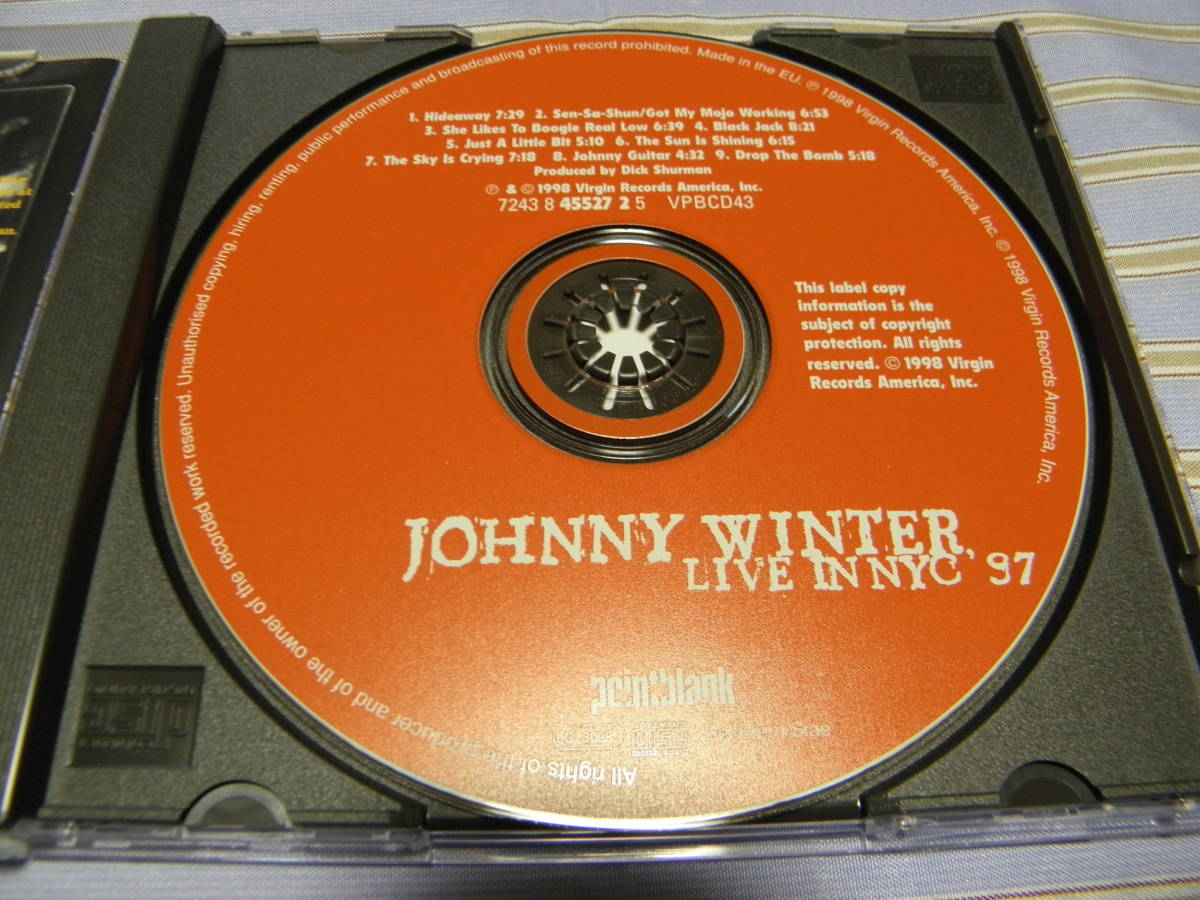 1. Hideaway 7:29 2. Sen-Sa-Shun/Got My Mojo Working 6:53
3. She Likes To Boogie Real Low 6:39 4. Black Jack 8:21
5. Just A Little Bit 5:10 6. The Sun Is Shining 6:15
7. The Sky Is Crying 7:18 8. Johnny Guitar 4:32 9. Drop The Bomb 5:18
Produced by Dick Shurman
℗ & © 1998 Virgin Records America, Inc.
7243 8 45527 2 5 VPBCD43
This label copy
information is the
subject of copyright
protection. All rights
reserved. © 1998 Virgin
Records America, Inc.
JOHNNY WINTER
LIVE IN NYC '97
pointblank
LC 3098
All rights of the producer and of the owner of the recorded work reserved. Unauthorised copying, hiring, renting, public performance and broadcasting of this record prohibited. Made in the EU. ℗ 1998 Virgin Records America, Inc. © 1998 Virgin Records America, Inc.